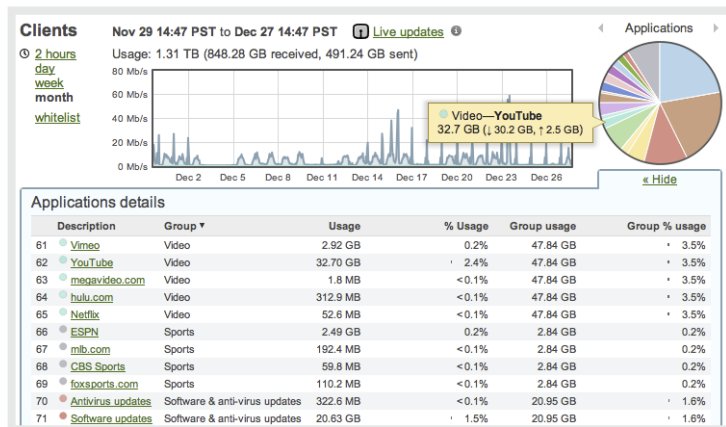 Clients
Nov 29 14:47 PST to Dec 27 14:47 PST Live updates i
Applications
2 hours
day
week
month
whitelist
Usage: 1.31 TB (848.28 GB received, 491.24 GB sent)
80 Mb/s
60 Mb/s
40 Mb/s
20 Mb/s
0 Mb/s
Dec 2 Dec 5 Dec 8 Dec 11 Dec 14 Dec 17 Dec 20 Dec 23 Dec 26
Video—YouTube
32.7 GB (↓ 30.2 GB, ↑ 2.5 GB)
« Hide
Applications details
Description Group ▼ Usage % Usage Group usage Group % usage
61 Vimeo Video 2.92 GB 0.2% 47.84 GB 3.5%
62 YouTube Video 32.70 GB 2.4% 47.84 GB 3.5%
63 megavideo.com Video 1.8 MB <0.1% 47.84 GB 3.5%
64 hulu.com Video 312.9 MB <0.1% 47.84 GB 3.5%
65 Netflix Video 52.6 MB <0.1% 47.84 GB 3.5%
66 ESPN Sports 2.49 GB 0.2% 2.84 GB 0.2%
67 mlb.com Sports 192.4 MB <0.1% 2.84 GB 0.2%
68 CBS Sports Sports 59.8 MB <0.1% 2.84 GB 0.2%
69 foxsports.com Sports 110.2 MB <0.1% 2.84 GB 0.2%
70 Antivirus updates Software & anti-virus updates 322.6 MB <0.1% 20.95 GB 1.6%
71 Software updates Software & anti-virus updates 20.63 GB 1.5% 20.95 GB 1.6%